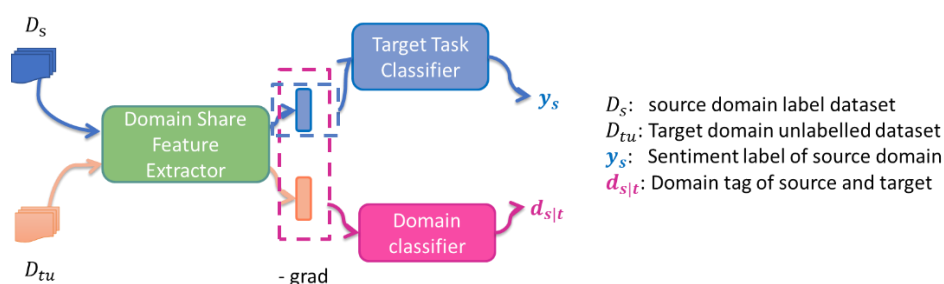 D_s
Target Task
Classifier
y_s
Domain Share
Feature
Extractor
D_s: source domain label dataset
D_tu: Target domain unlabelled dataset
y_s: Sentiment label of source domain
d_s|t: Domain tag of source and target
d_s|t
Domain
classifier
D_tu
- grad